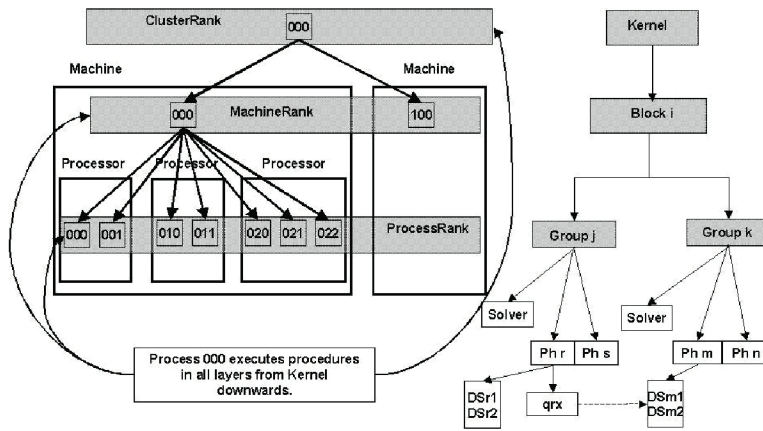 ClusterRank
000
Kernel
Machine
Machine
000
MachineRank
100
Block i
Processor
Processor
Processor
000
001
010
011
020
021
022
ProcessRank
Group j
Group k
Solver
Solver
Ph r
Ph s
Ph m
Ph n
Process 000 executes procedures
in all layers from Kernel
downwards.
DSr1
DSr2
qrx
DSm1
DSm2